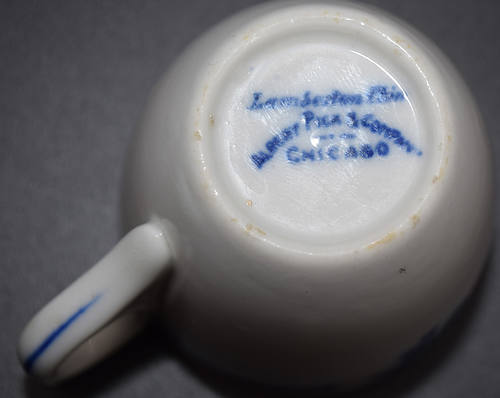 Lamberton China
ALBERT PICK & COMPANY
CHICAGO